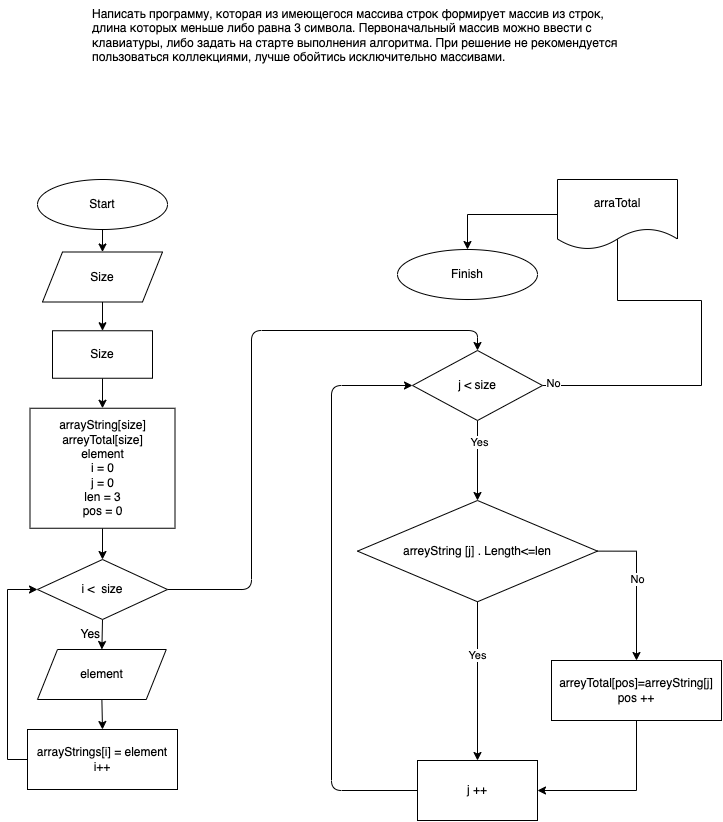 Написать программу, которая из имеющегося массива строк формирует массив из строк,
длина которых меньше либо равна 3 символа. Первоначальный массив можно ввести с
клавиатуры, либо задать на старте выполнения алгоритма. При решение не рекомендуется
пользоваться коллекциями, лучше обойтись исключительно массивами.
Start
Size
Size
arrayString[size]
arreyTotal[size]
element
i = 0
j = 0
len = 3
pos = 0
i < size
Yes
element
arrayStrings[i] = element
i++
j < size
No
Yes
arreyString [j] . Length<=len
No
Yes
arreyTotal[pos]=arreyString[j]
pos ++
j ++
arraTotal
Finish